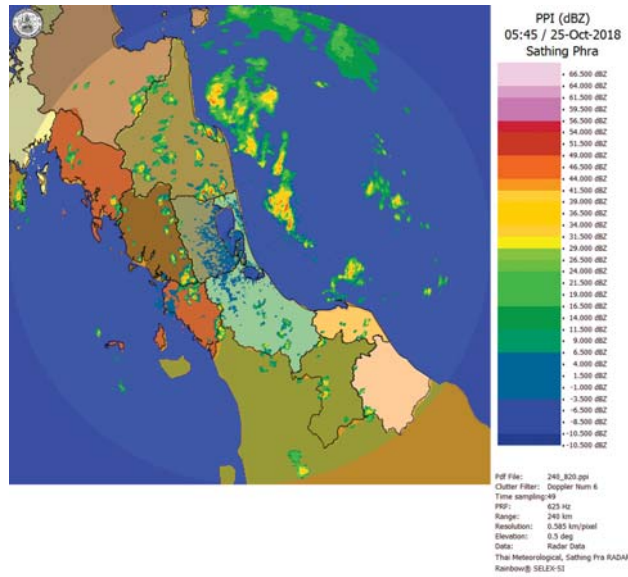 PPI (dBZ)
05:45 / 25-Oct-2018
Sathing Phra
66.500 dBZ
64.000 dBZ
61.500 dBZ
59.500 dBZ
56.500 dBZ
54.000 dBZ
51.500 dBZ
49.000 dBZ
46.500 dBZ
44.000 dBZ
41.500 dBZ
39.000 dBZ
36.500 dBZ
34.000 dBZ
31.500 dBZ
29.000 dBZ
26.500 dBZ
24.000 dBZ
21.500 dBZ
19.000 dBZ
16.500 dBZ
14.000 dBZ
11.500 dBZ
9.000 dBZ
6.500 dBZ
4.000 dBZ
1.500 dBZ
-1.000 dBZ
-3.500 dBZ
-6.500 dBZ
-8.500 dBZ
-10.500 dBZ
-10.500 dBZ
Pdf File: 240_820.ppi
Clutter Filter: Doppler Num 6
Time sampling:49
PRF: 625 Hz
Range: 240 km
Resolution: 0.585 km/pixel
Elevation: 0.5 deg
Data: Radar Data
Thai Meteorological, Sathing Pra RADAR
Rainbow® SELEX-SI